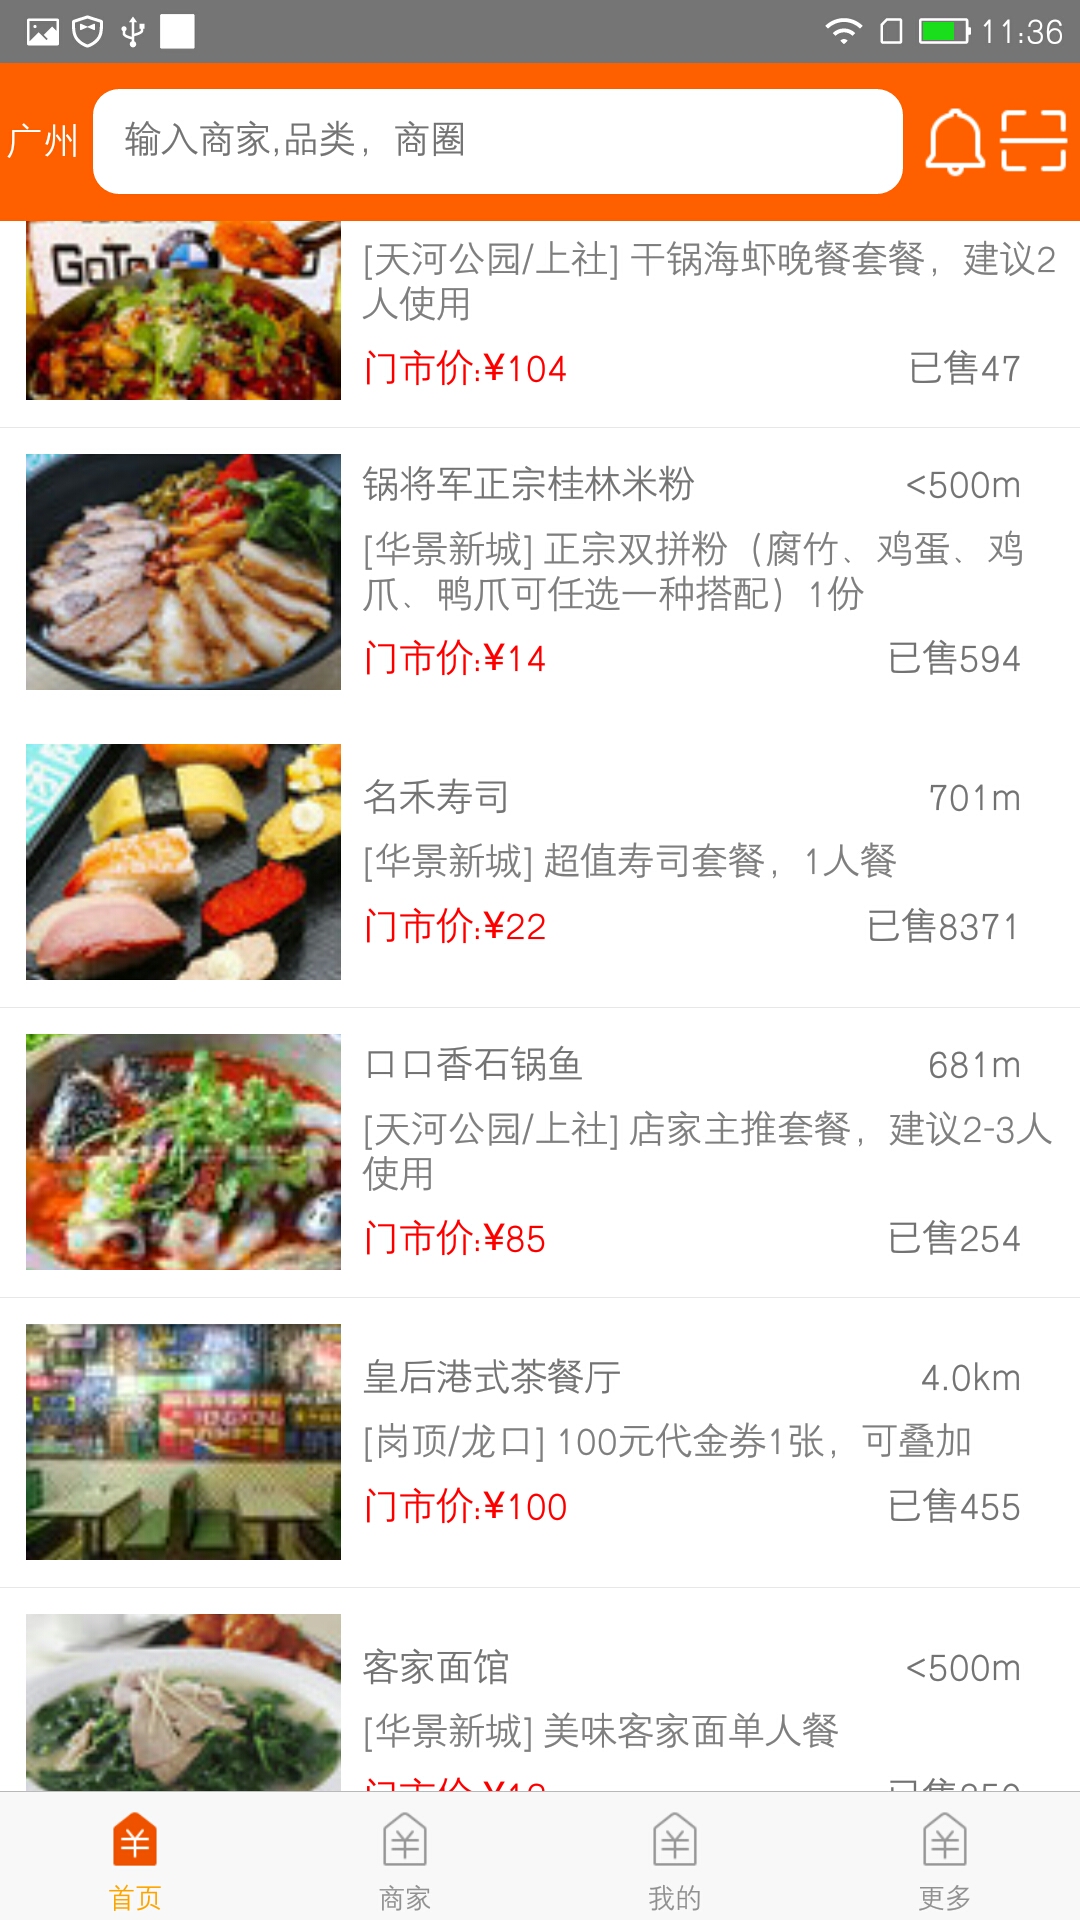 11:36
广州
输入商家,品类，商圈
[天河公园/上社] 干锅海虾晚餐套餐，建议2
人使用
门市价:¥104
已售47
锅将军正宗桂林米粉
<500m
[华景新城] 正宗双拼粉（腐竹、鸡蛋、鸡
爪、鸭爪可任选一种搭配）1份
门市价:¥14
已售594
名禾寿司
701m
[华景新城] 超值寿司套餐，1人餐
门市价:¥22
已售8371
口口香石锅鱼
681m
[天河公园/上社] 店家主推套餐，建议2-3人
使用
门市价:¥85
已售254
皇后港式茶餐厅
4.0km
[岗顶/龙口] 100元代金券1张，可叠加
门市价:¥100
已售455
客家面馆
<500m
[华景新城] 美味客家面单人餐
首页
商家
我的
更多